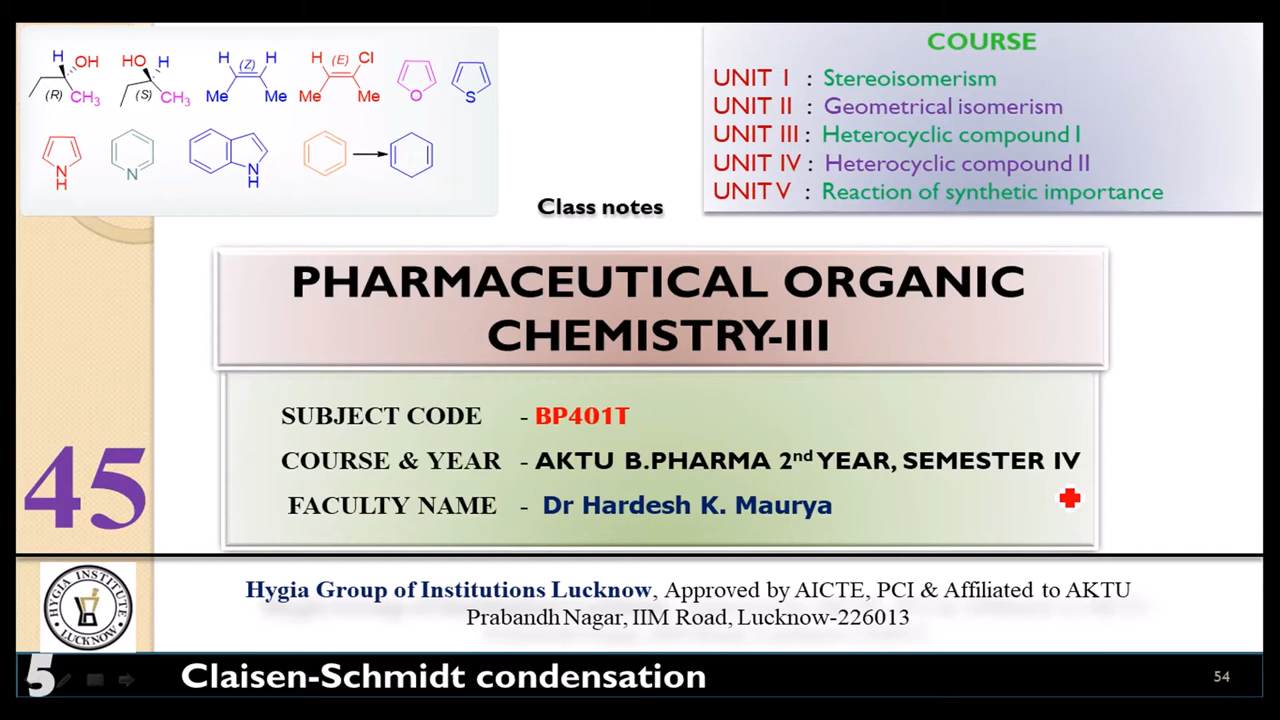 H OH
(R) CH3
HO H
(S) CH3
H (Z) H
Me Me
H (E) Cl
Me Me
O
S
N
H
N
N
H
COURSE
UNIT I : Stereoisomerism
UNIT II : Geometrical isomerism
UNIT III : Heterocyclic compound I
UNIT IV : Heterocyclic compound II
UNIT V : Reaction of synthetic importance
Class notes
PHARMACEUTICAL ORGANIC
CHEMISTRY-III
SUBJECT CODE - BP401T
COURSE & YEAR - AKTU B.PHARMA 2nd YEAR, SEMESTER IV
FACULTY NAME - Dr Hardesh K. Maurya
45
HYGIA INSTITUTE
LUCKNOW
Hygia Group of Institutions Lucknow, Approved by AICTE, PCI & Affiliated to AKTU
Prabandh Nagar, IIM Road, Lucknow-226013
5 Claisen-Schmidt condensation 54